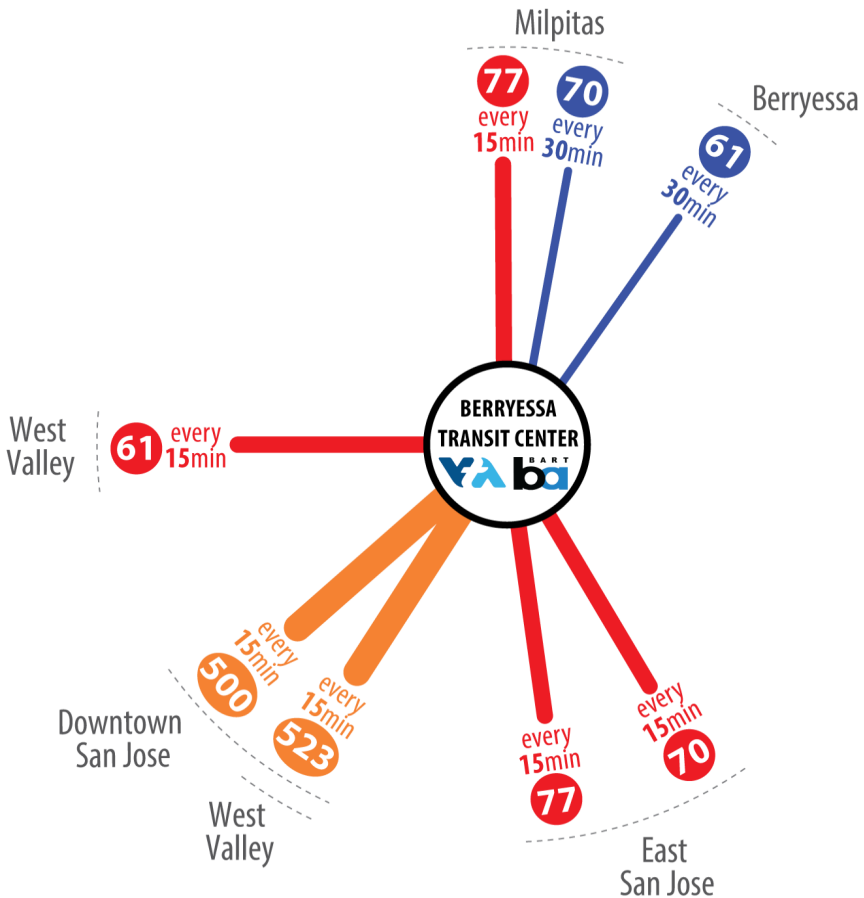 Milpitas
77
every
15min
70
every
30min
Berryessa
61
every
30min
BERRYESSA
TRANSIT CENTER
VTA
BART
ba
West
Valley
61
every
15min
500
every
15min
523
every
15min
Downtown
San Jose
West
Valley
every
15min
77
every
15min
70
East
San Jose